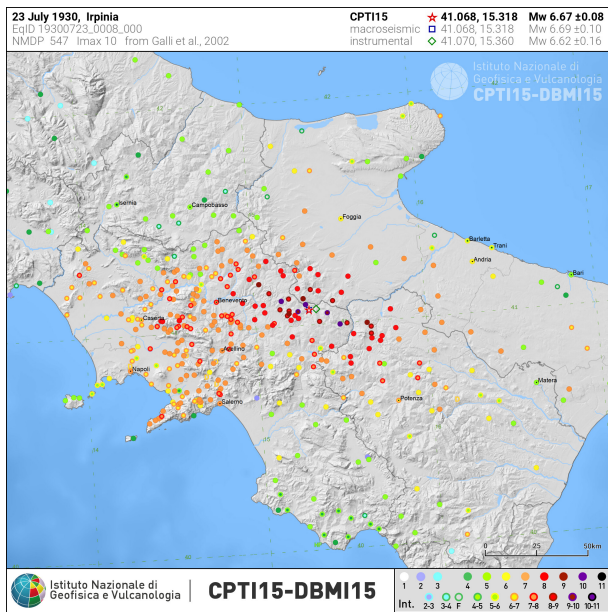 23 July 1930, Irpinia
EqID 19300723_0008_000
NMDP 547 Imax 10 from Galli et al., 2002
CPTI15 41.068, 15.318 Mw 6.67 ±0.08
macroseismic 41.068, 15.318 Mw 6.69 ±0.10
instrumental 41.070, 15.360 Mw 6.62 ±0.16
Istituto Nazionale di
Geofisica e Vulcanologia
CPTI15-DBMI15
42
42
Isernia
Campobasso
Foggia
Barletta
Trani
Andria
Bari
Benevento
Caserta
41
Avellino
Napoli
Matera
Salerno
Potenza
0 25 50km
Istituto Nazionale di
Geofisica e Vulcanologia
CPTI15-DBMI15
1 2 3 4 5 6 7 8 9 10 11
Int. 2-3 3-4 F 4-5 5-6 6-7 7-8 8-9 9-10 10-11